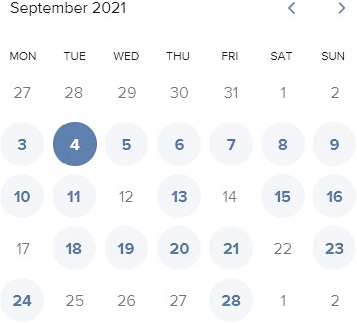 September 2021
MON TUE WED THU FRI SAT SUN
27 28 29 30 31 1 2
3 4 5 6 7 8 9
10 11 12 13 14 15 16
17 18 19 20 21 22 23
24 25 26 27 28 1 2